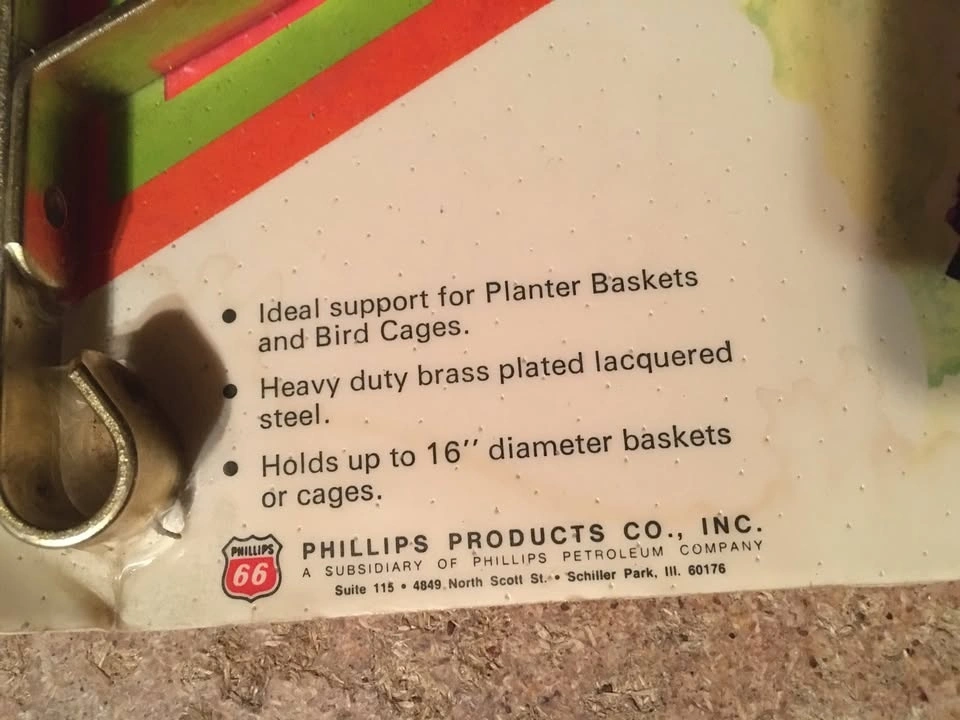 • Ideal support for Planter Baskets
and Bird Cages.
• Heavy duty brass plated lacquered
steel.
• Holds up to 16″ diameter baskets
or cages.
PHILLIPS
66
PHILLIPS PRODUCTS CO., INC.
A SUBSIDIARY OF PHILLIPS PETROLEUM COMPANY
Suite 115 • 4849 North Scott St. • Schiller Park, Ill. 60176